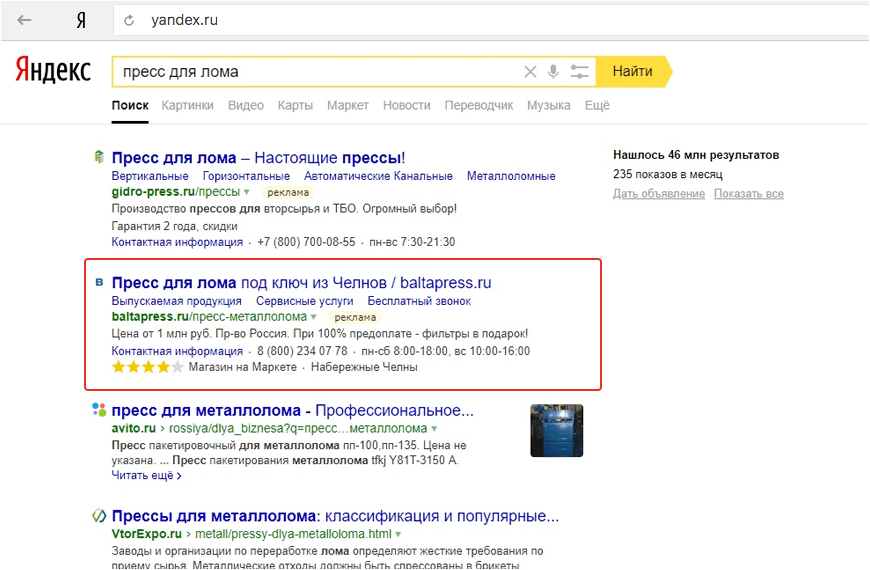 Я
yandex.ru
Яндекс
пресс для лома
Найти
Поиск Картинки Видео Карты Маркет Новости Переводчик Музыка Ещё
Пресс для лома – Настоящие прессы!
Вертикальные Горизонтальные Автоматические Канальные Металлоломные
gidro-press.ru/прессы реклама
Производство прессов для вторсырья и ТБО. Огромный выбор!
Гарантия 2 года, скидки
Контактная информация · +7 (800) 700-08-55 · пн-вс 7:30-21:30
Нашлось 46 млн результатов
235 показов в месяц
Дать объявление Показать все
В
Пресс для лома под ключ из Челнов / baltapress.ru
Выпускаемая продукция Сервисные услуги Бесплатный звонок
baltapress.ru/пресс-металлолома реклама
Цена от 1 млн руб. Пр-во Россия. При 100% предоплате - фильтры в подарок!
Контактная информация · 8 (800) 234 07 78 · пн-сб 8:00-18:00, вс 10:00-16:00
Магазин на Маркете · Набережные Челны
пресс для металлолома - Профессиональное...
avito.ru › rossiya/dlya_biznesa?q=пресс…металлолома
Пресс пакетировочный для металлолома пп-100,пп-135. Цена не
указана. ... Пресс пакетирования металлолома tfkj Y81T-3150 А.
Читать ещё ›
Прессы для металлолома: классификация и популярные...
VtorExpo.ru › metall/pressy-dlya-metalloloma.html
Заводы и организации по переработке лома определяют жесткие требования по
приему сырья. Металлические отходы должны быть спрессованы в брикеты,